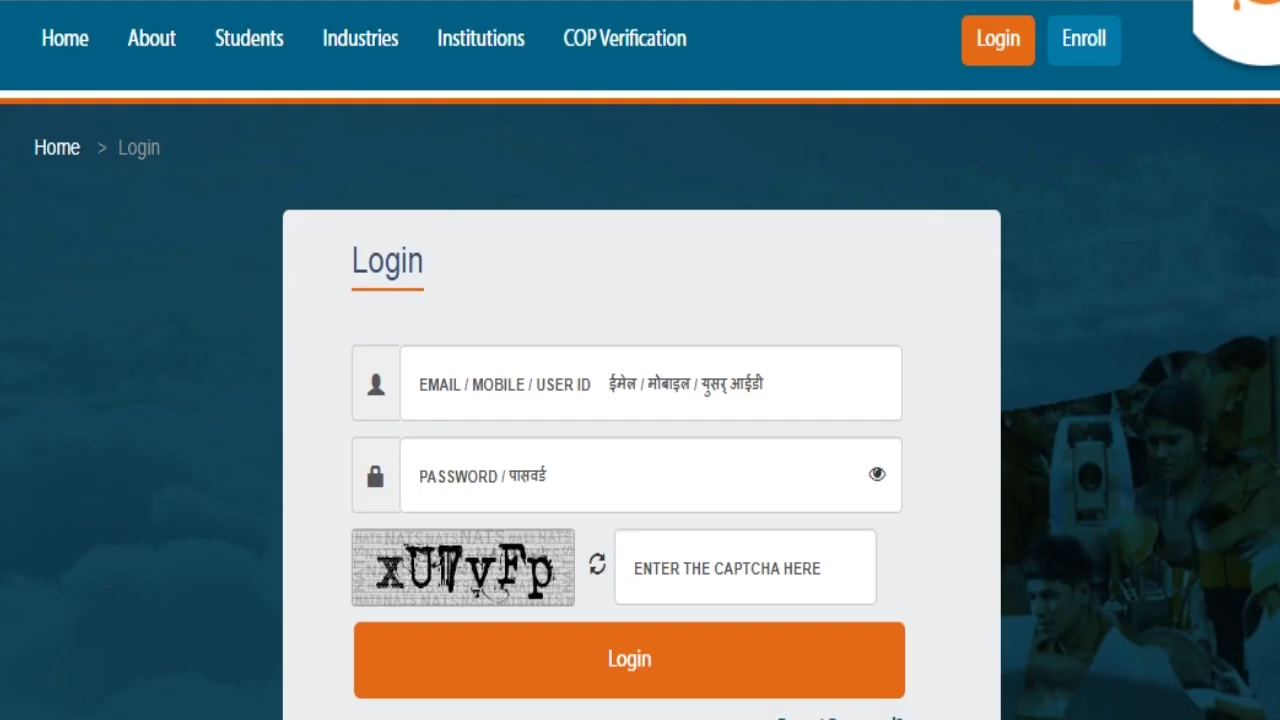 Home About Students Industries Institutions COP Verification Login Enroll
Home > Login
Login
EMAIL / MOBILE / USER ID ईमेल / मोबाइल / युसर् आईडी
PASSWORD / पासवर्ड
xU7yFp ENTER THE CAPTCHA HERE
Login